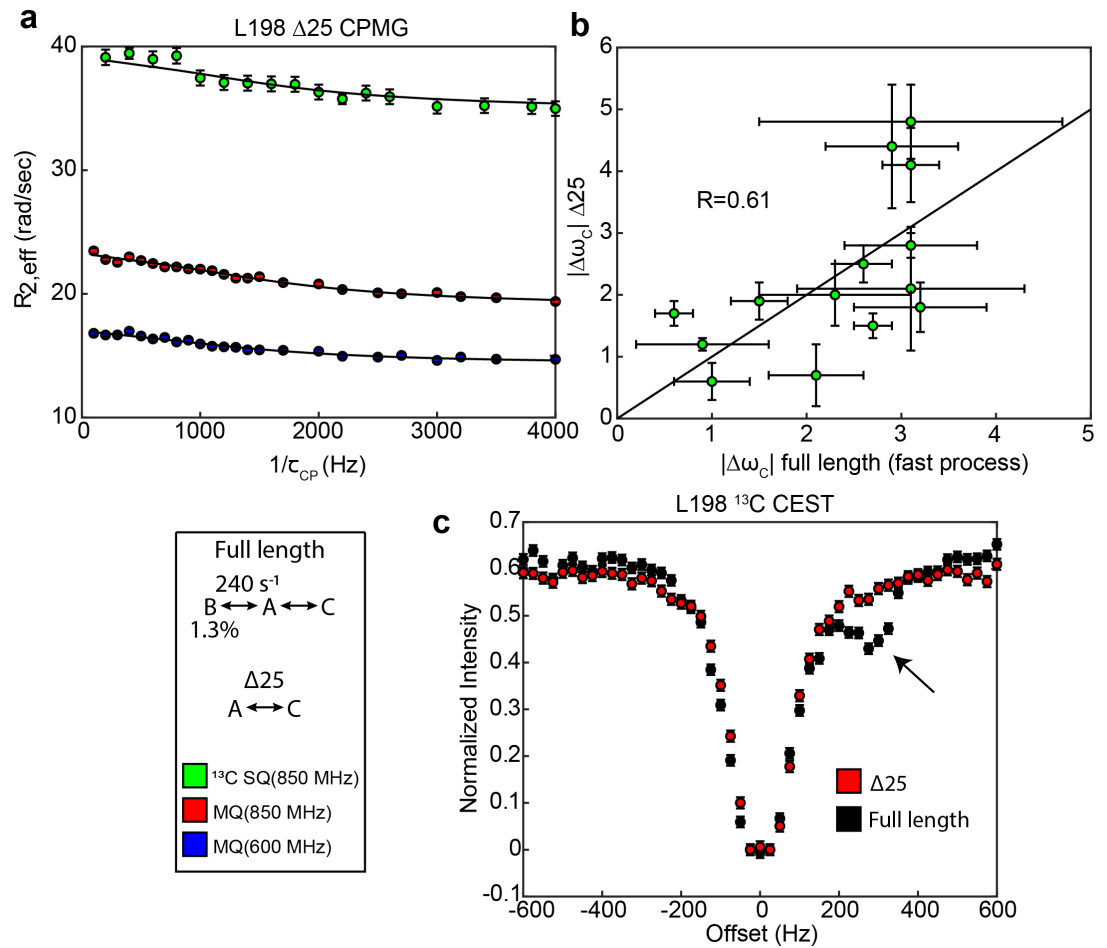 a
L198 Δ25 CPMG
R2,eff (rad/sec)
40
30
20
10
0
1000
2000
3000
4000
1/τCP (Hz)
b
|ΔωC| Δ25
6
5
4
3
2
1
0
R=0.61
0
1
2
3
4
5
|ΔωC| full length (fast process)
Full length
240 s⁻¹
B ↔ A ↔ C
1.3%
Δ25
A ↔ C
¹³C SQ(850 MHz)
MQ(850 MHz)
MQ(600 MHz)
c
L198 ¹³C CEST
Normalized Intensity
0.7
0.6
0.5
0.4
0.3
0.2
0.1
0
-0.1
Δ25
Full length
-600
-400
-200
0
200
400
600
Offset (Hz)